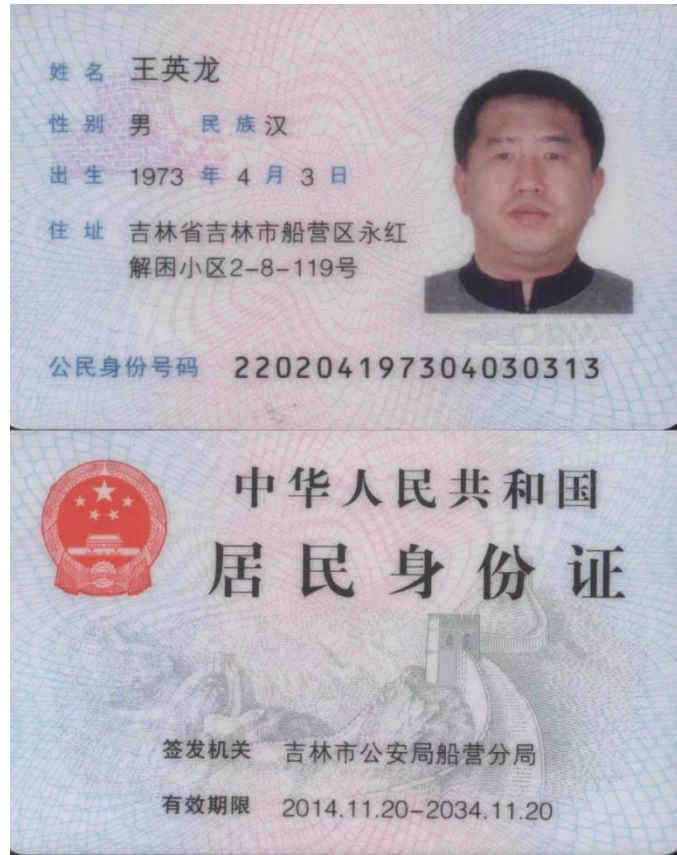 姓名 王英龙
性别 男 民族 汉
出生 1973 年 4 月 3 日
住址 吉林省吉林市船营区永红
解困小区2-8-119号
公民身份号码 220204197304030313
中华人民共和国
居民身份证
签发机关 吉林市公安局船营分局
有效期限 2014.11.20-2034.11.20